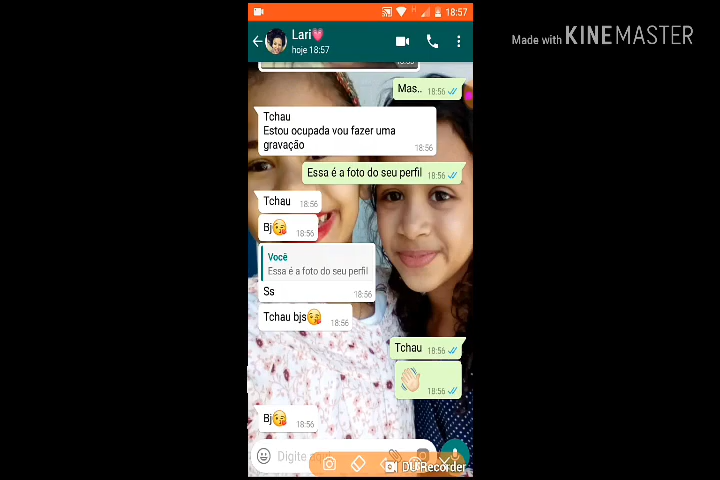 H 18:57
Lari💗
hoje 18:57
Made with KINEMASTER
Mas.. 18:56
Tchau
Estou ocupada vou fazer uma
gravação 18:56
Essa é a foto do seu perfil 18:56
Tchau 18:56
Bj😘 18:56
Você
Essa é a foto do seu perfil
Ss 18:56
Tchau bjs😘 18:56
Tchau 18:56
👋🏻 18:56
Bj😘 18:56
Digite
DU Recorder